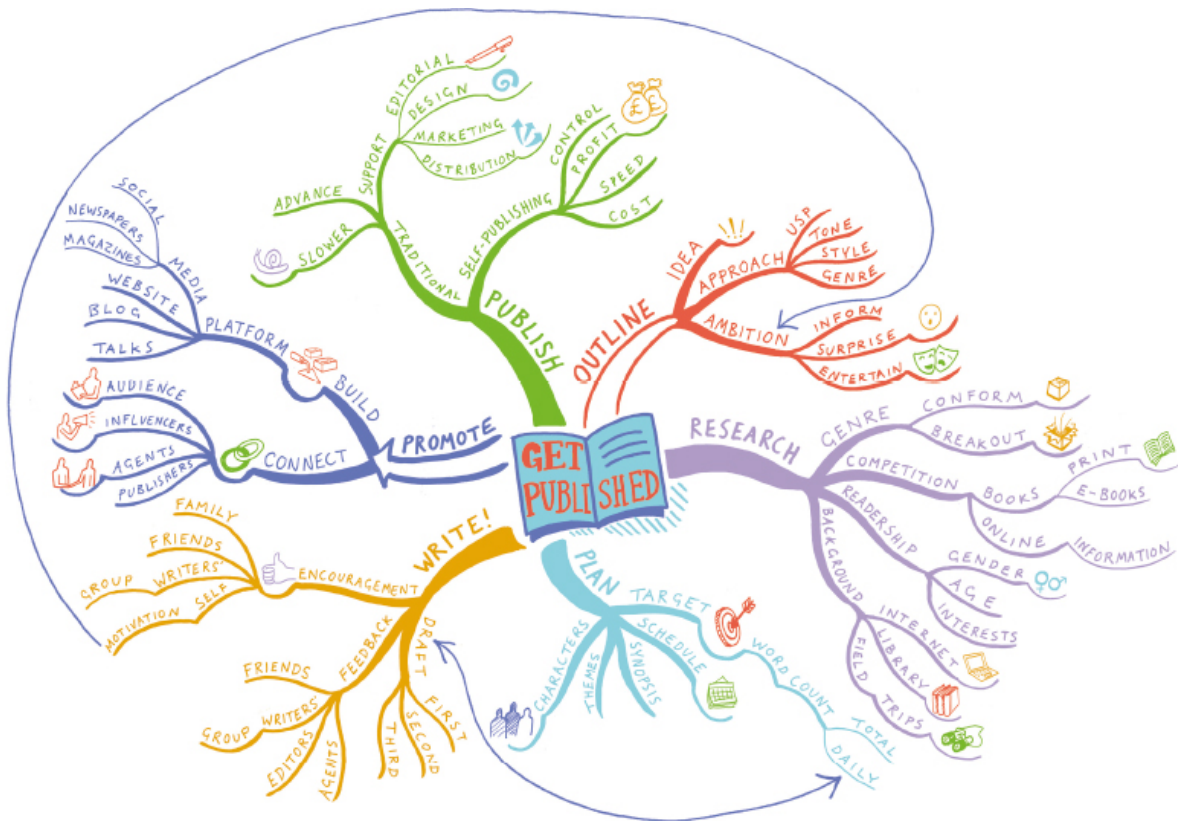 GET
PUBLISHED
OUTLINE
IDEA
APPROACH
USP
TONE
STYLE
GENRE
AMBITION
INFORM
SURPRISE
ENTERTAIN
RESEARCH
GENRE
CONFORM
BREAKOUT
COMPETITION
BOOKS
PRINT
E-BOOKS
ONLINE
INFORMATION
READERSHIP
GENDER
AGE
INTERESTS
BACKGROUND
INTERNET
LIBRARY
FIELD
TRIPS
PLAN
TARGET
WORD COUNT
TOTAL
DAILY
SCHEDULE
SYNOPSIS
THEMES
CHARACTERS
WRITE!
DRAFT
FIRST
SECOND
THIRD
FEEDBACK
FRIENDS
WRITERS'
GROUP
EDITORS
AGENTS
ENCOURAGEMENT
FAMILY
FRIENDS
WRITERS'
GROUP
SELF
MOTIVATION
PROMOTE
BUILD
PLATFORM
MEDIA
SOCIAL
NEWSPAPERS
MAGAZINES
WEBSITE
BLOG
TALKS
CONNECT
AUDIENCE
INFLUENCERS
AGENTS
PUBLISHERS
PUBLISH
TRADITIONAL
SUPPORT
EDITORIAL
DESIGN
MARKETING
DISTRIBUTION
ADVANCE
SLOWER
SELF-PUBLISHING
CONTROL
PROFIT
££
SPEED
COST